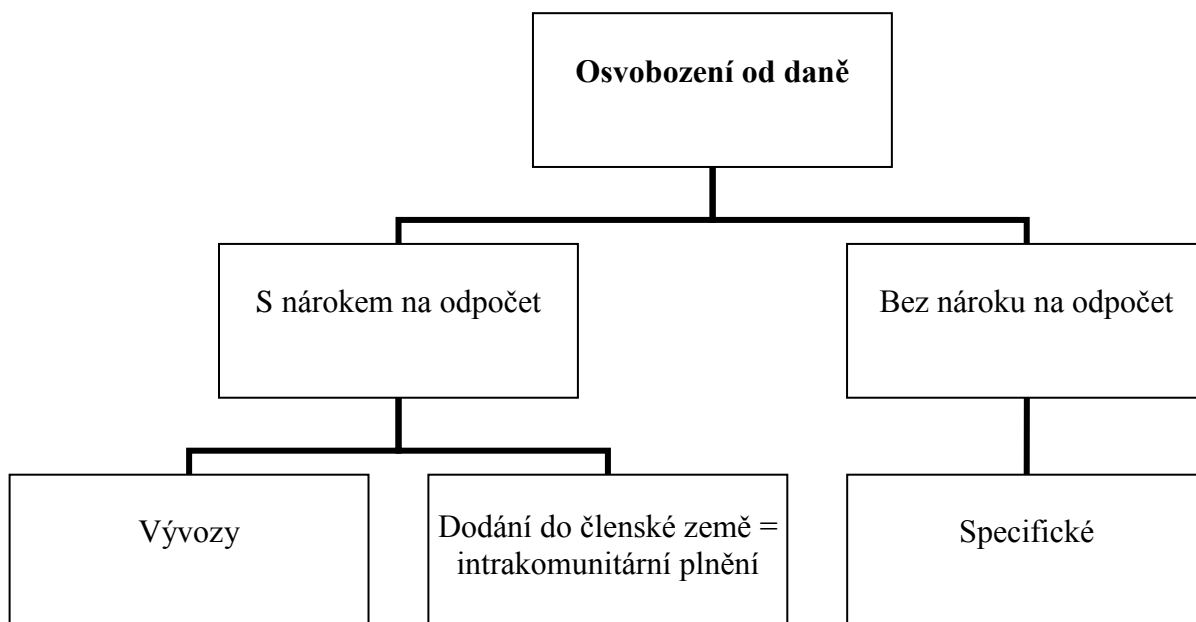 Osvobození od daně
S nárokem na odpočet
Bez nároku na odpočet
Vývozy
Dodání do členské země =
intrakomunitární plnění
Specifické